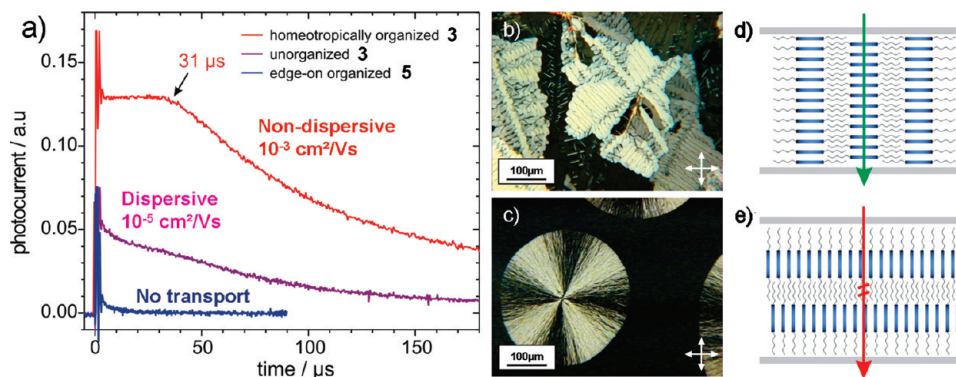 a)
homeotropically organized 3
unorganized 3
edge-on organized 5
31 µs
Non-dispersive
10⁻³ cm²/Vs
Dispersive
10⁻⁵ cm²/Vs
No transport
photocurrent / a.u
0.15
0.10
0.05
0.00
0
50
100
150
time / µs
b)
100µm
c)
100µm
d)
e)